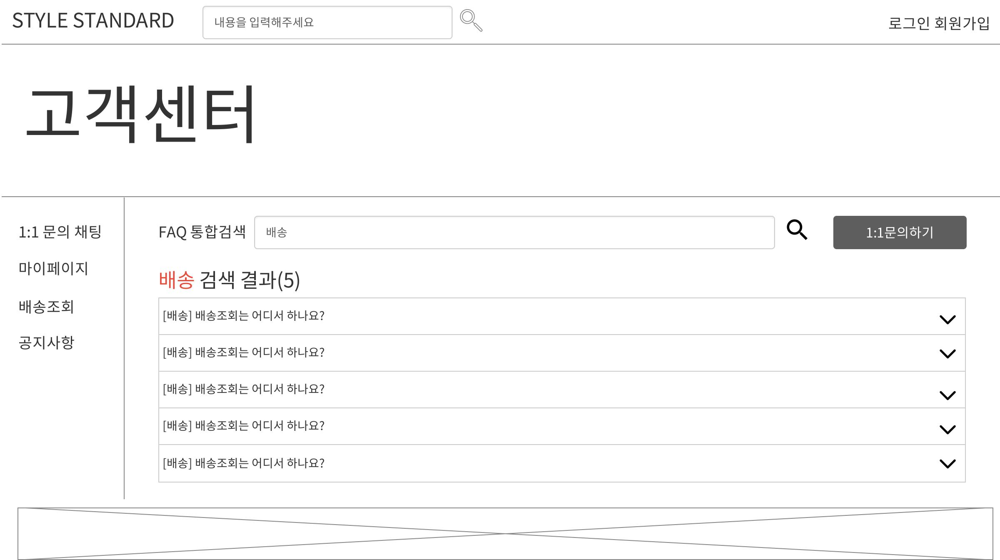 STYLE STANDARD
내용을 입력해주세요
로그인 회원가입
고객센터
1:1 문의 채팅
마이페이지
배송조회
공지사항
FAQ 통합검색
배송
1:1문의하기
배송 검색 결과(5)
[배송] 배송조회는 어디서 하나요?
[배송] 배송조회는 어디서 하나요?
[배송] 배송조회는 어디서 하나요?
[배송] 배송조회는 어디서 하나요?
[배송] 배송조회는 어디서 하나요?